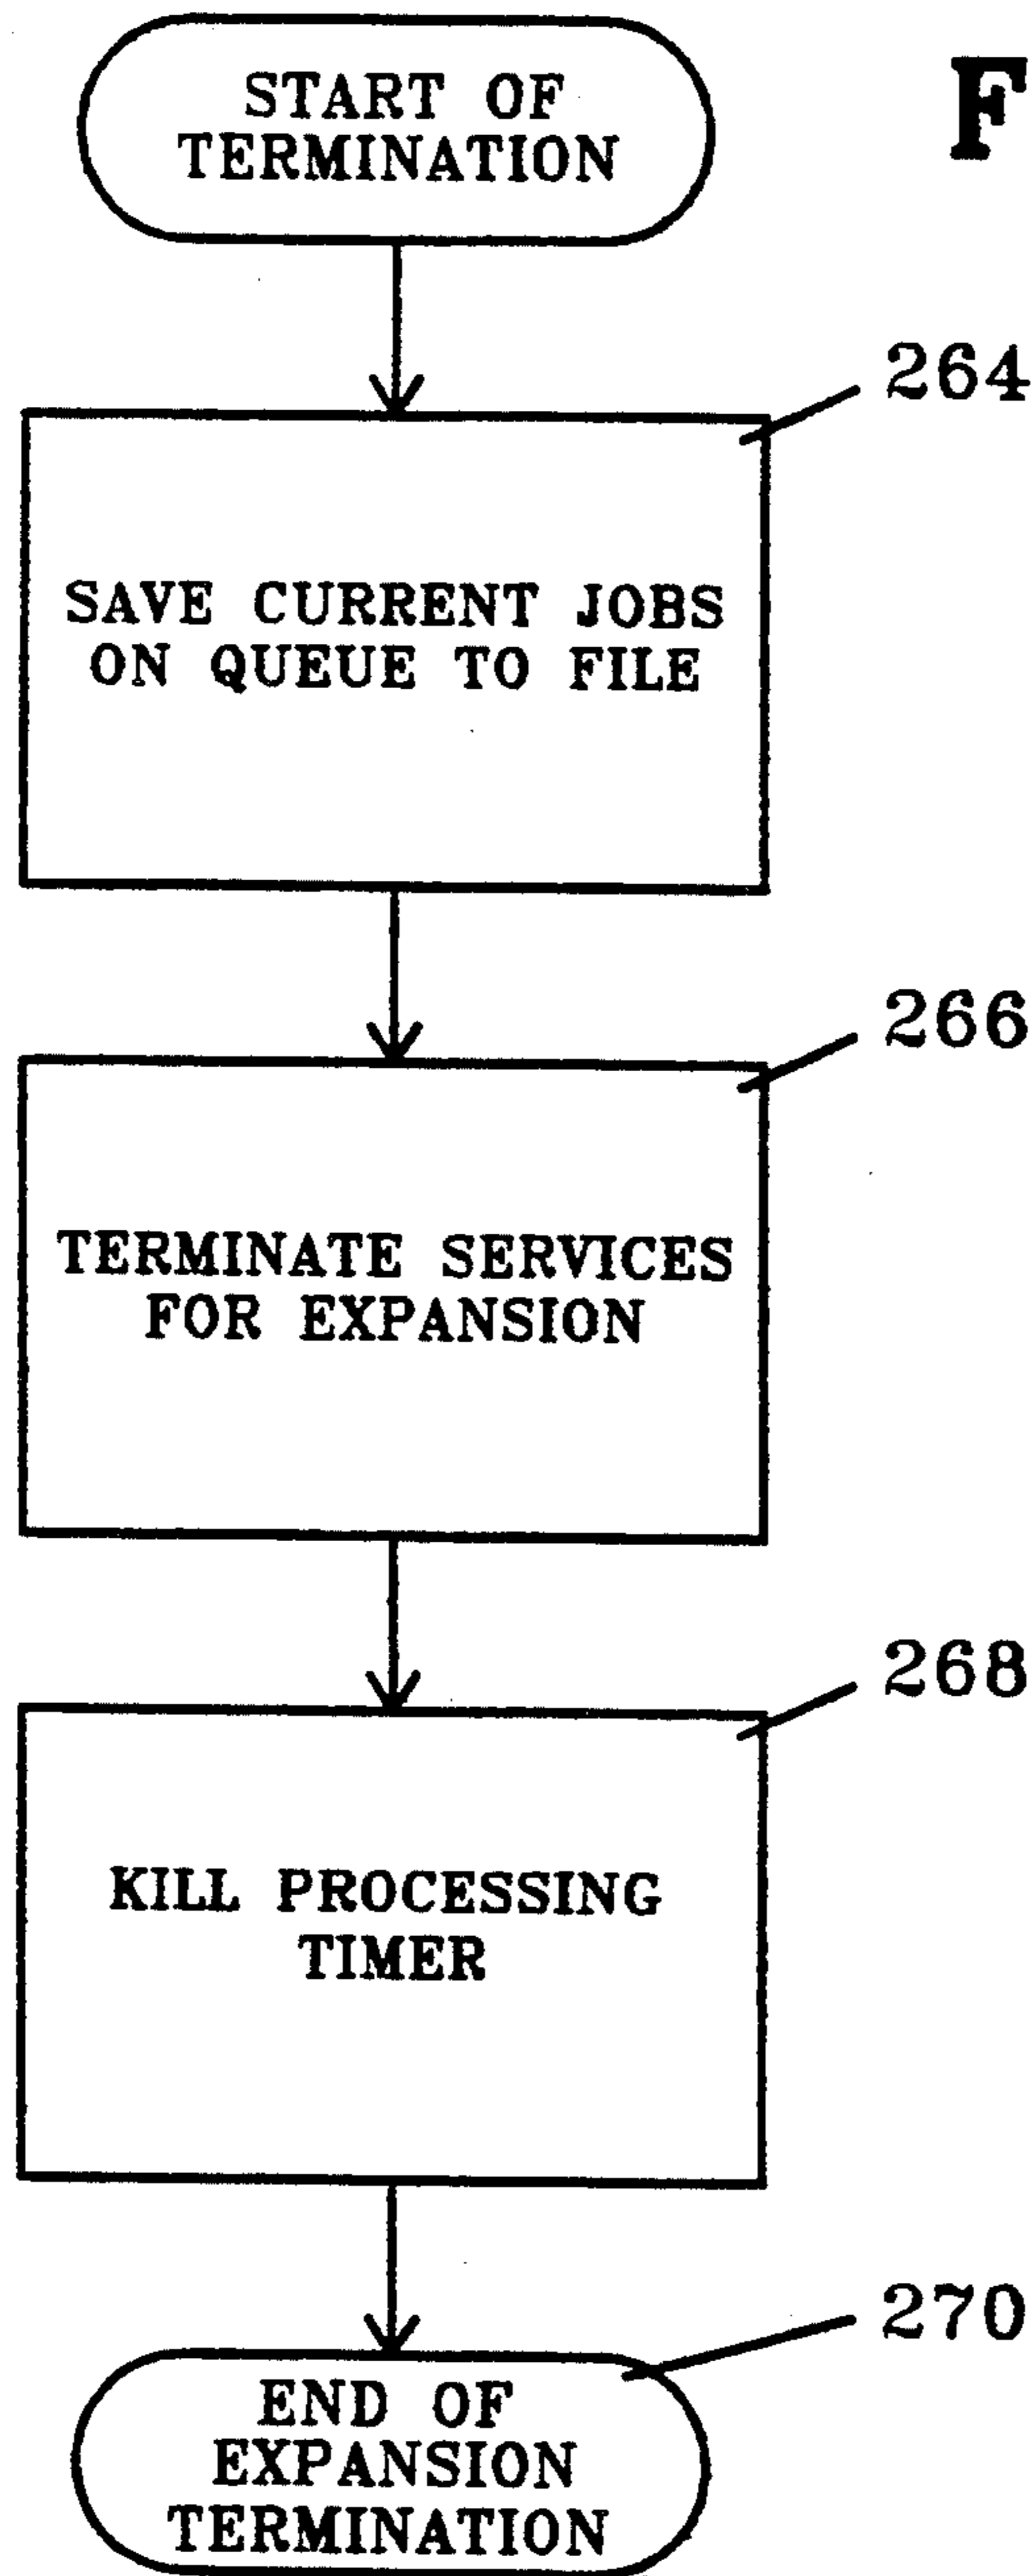 START OF
TERMINATION
F
264
SAVE CURRENT JOBS
ON QUEUE TO FILE
266
TERMINATE SERVICES
FOR EXPANSION
268
KILL PROCESSING
TIMER
270
END OF
EXPANSION
TERMINATION